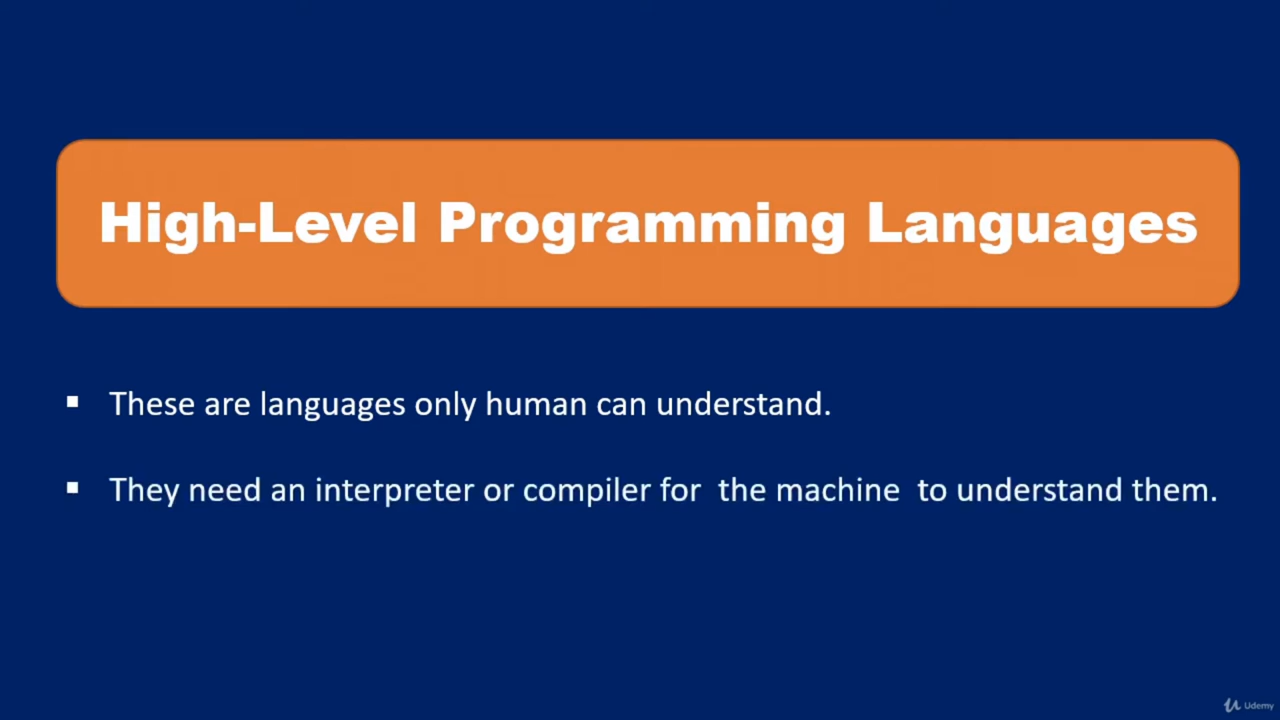 High-Level Programming Languages
▪ These are languages only human can understand.
▪ They need an interpreter or compiler for the machine to understand them.
Udemy